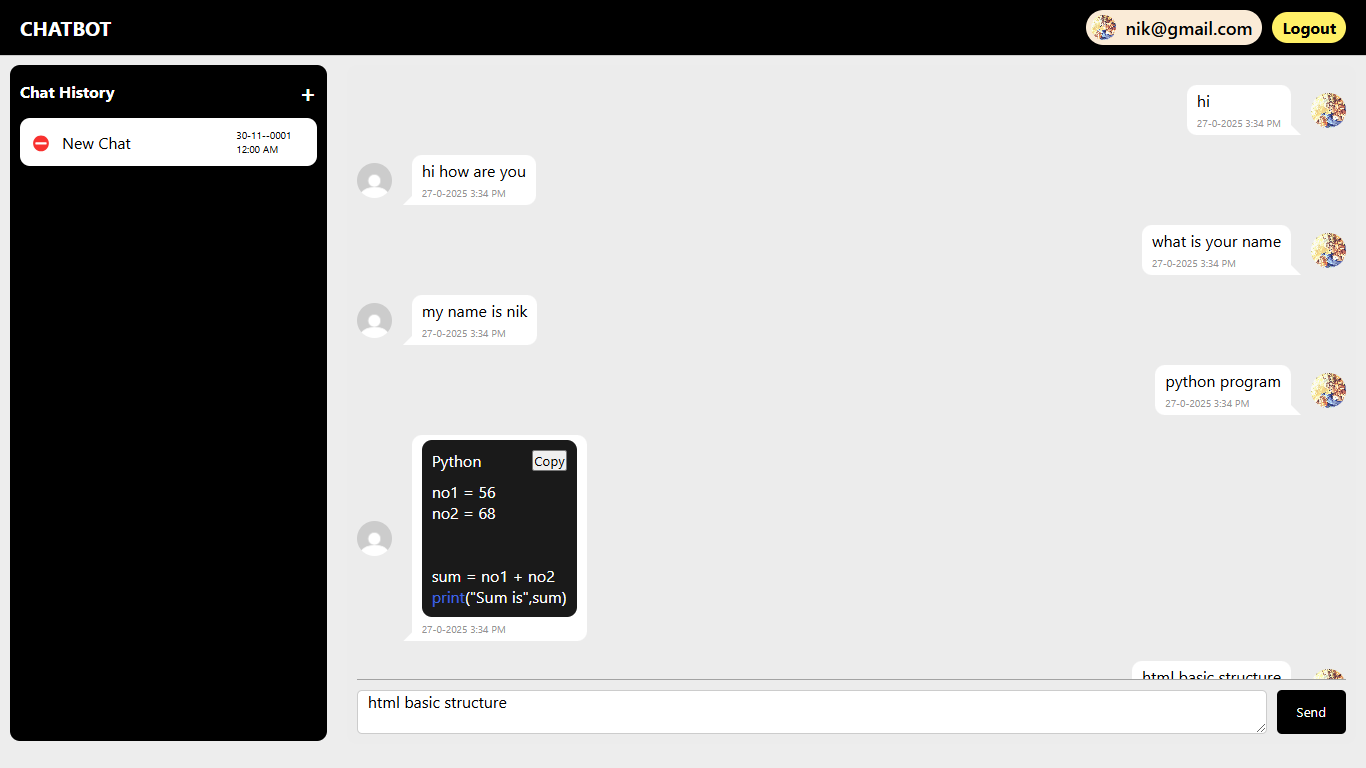 CHATBOT
nik@gmail.com
Logout
Chat History
+
New Chat
30-11--0001
12:00 AM
hi
27-0-2025 3:34 PM
hi how are you
27-0-2025 3:34 PM
what is your name
27-0-2025 3:34 PM
my name is nik
27-0-2025 3:34 PM
python program
27-0-2025 3:34 PM
Python
Copy
no1 = 56
no2 = 68
sum = no1 + no2
print("Sum is",sum)
27-0-2025 3:34 PM
html basic structure
html basic structure
Send